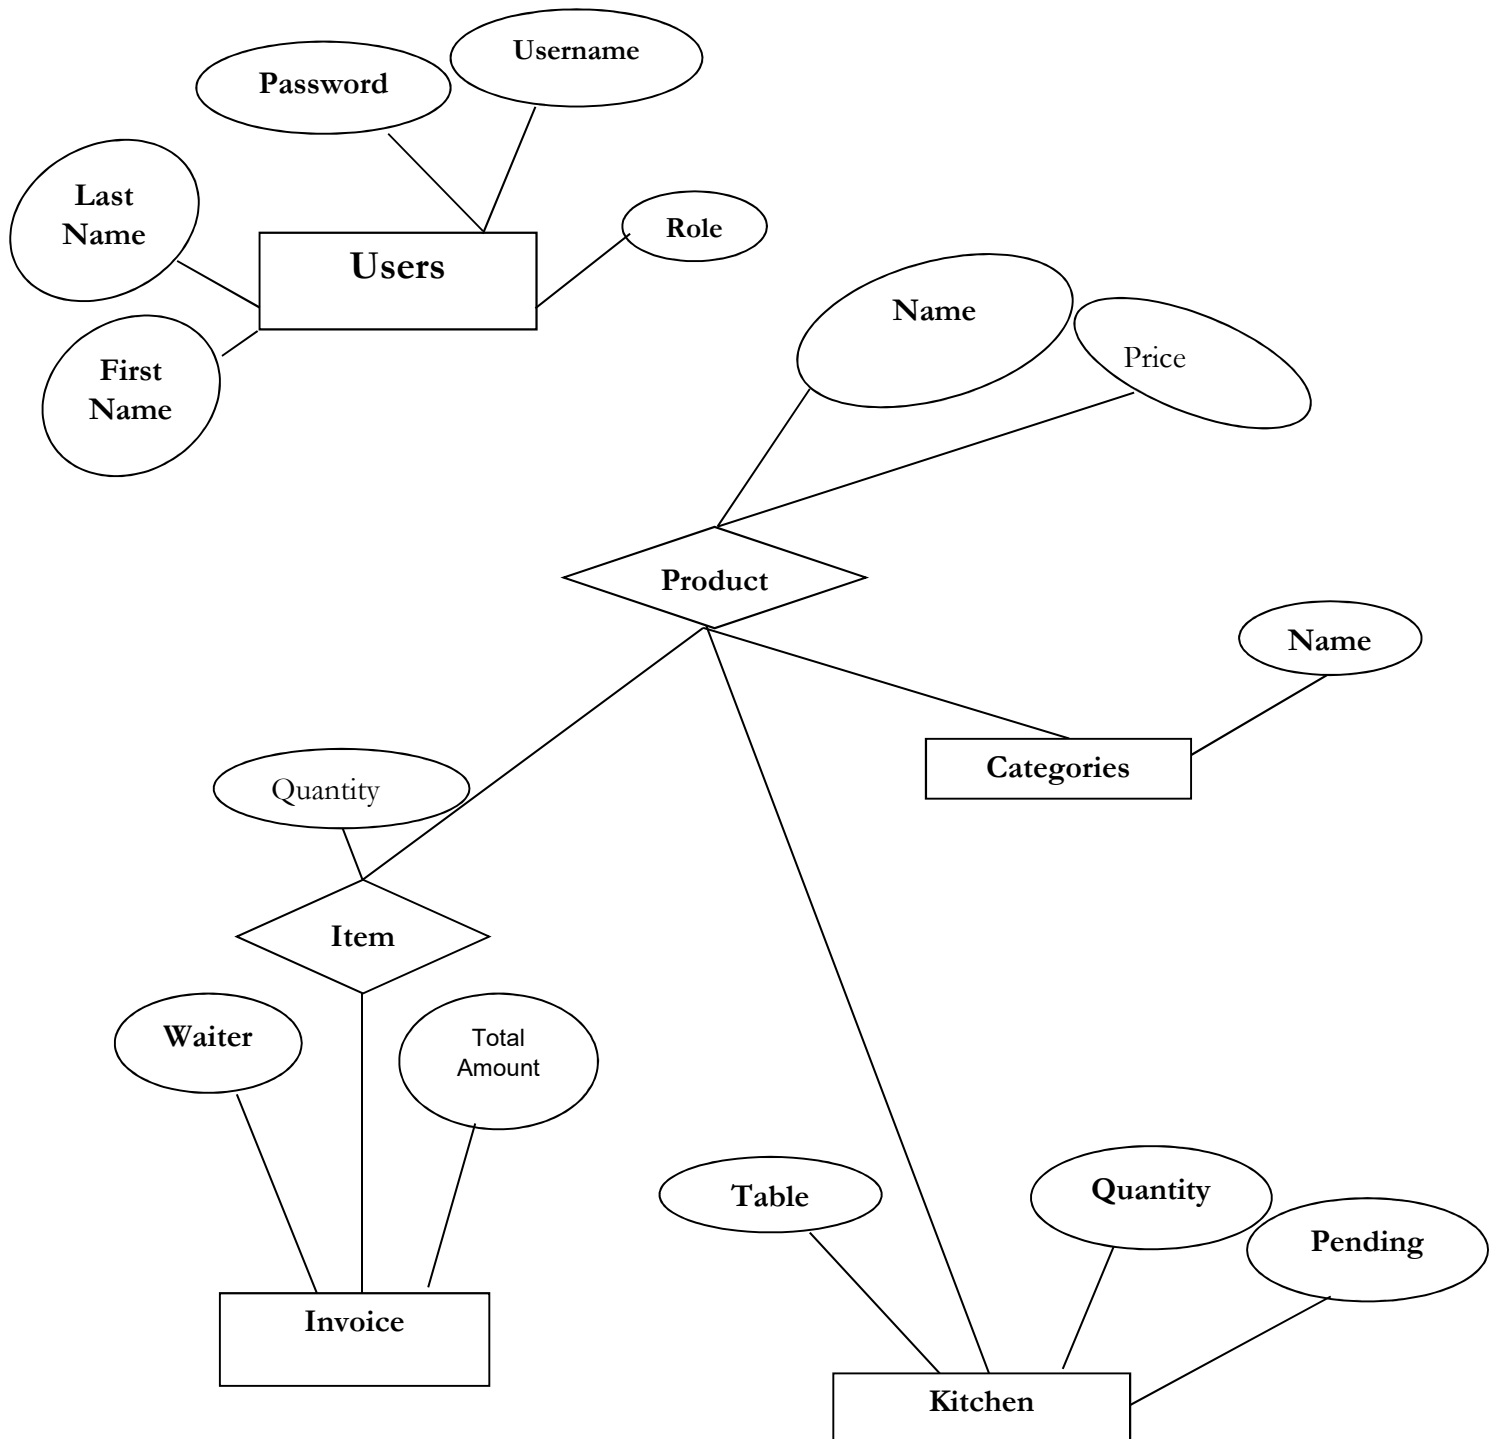 Username
Password
Last
Name
Role
Users
Name
Price
First
Name
Product
Name
Categories
Quantity
Item
Waiter
Total
Amount
Table
Quantity
Pending
Invoice
Kitchen